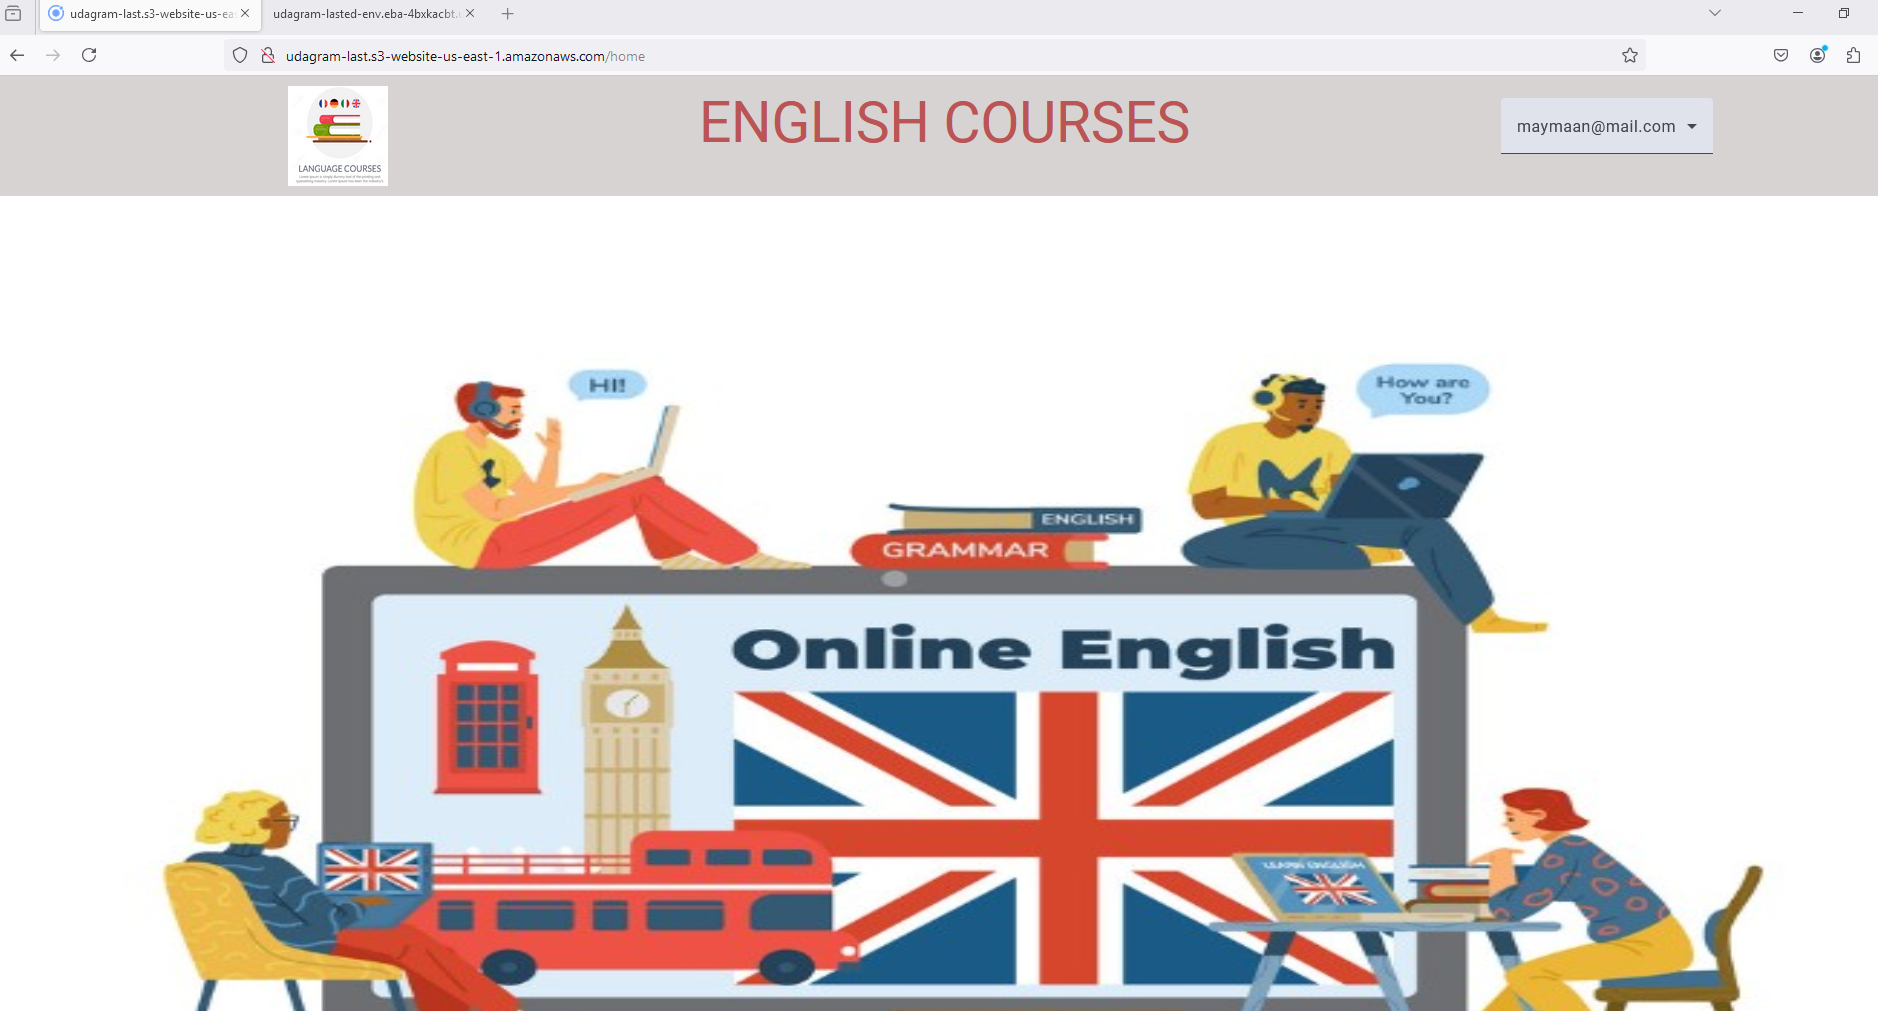 udagram-last.s3-website-us-ea
udagram-lasted-env.eba-4bxkacbt.
udagram-last.s3-website-us-east-1.amazonaws.com/home
LANGUAGE COURSES
ENGLISH COURSES
maymaan@mail.com
HI!
How are
You?
ENGLISH
GRAMMAR
Online English
LEARN ENGLISH